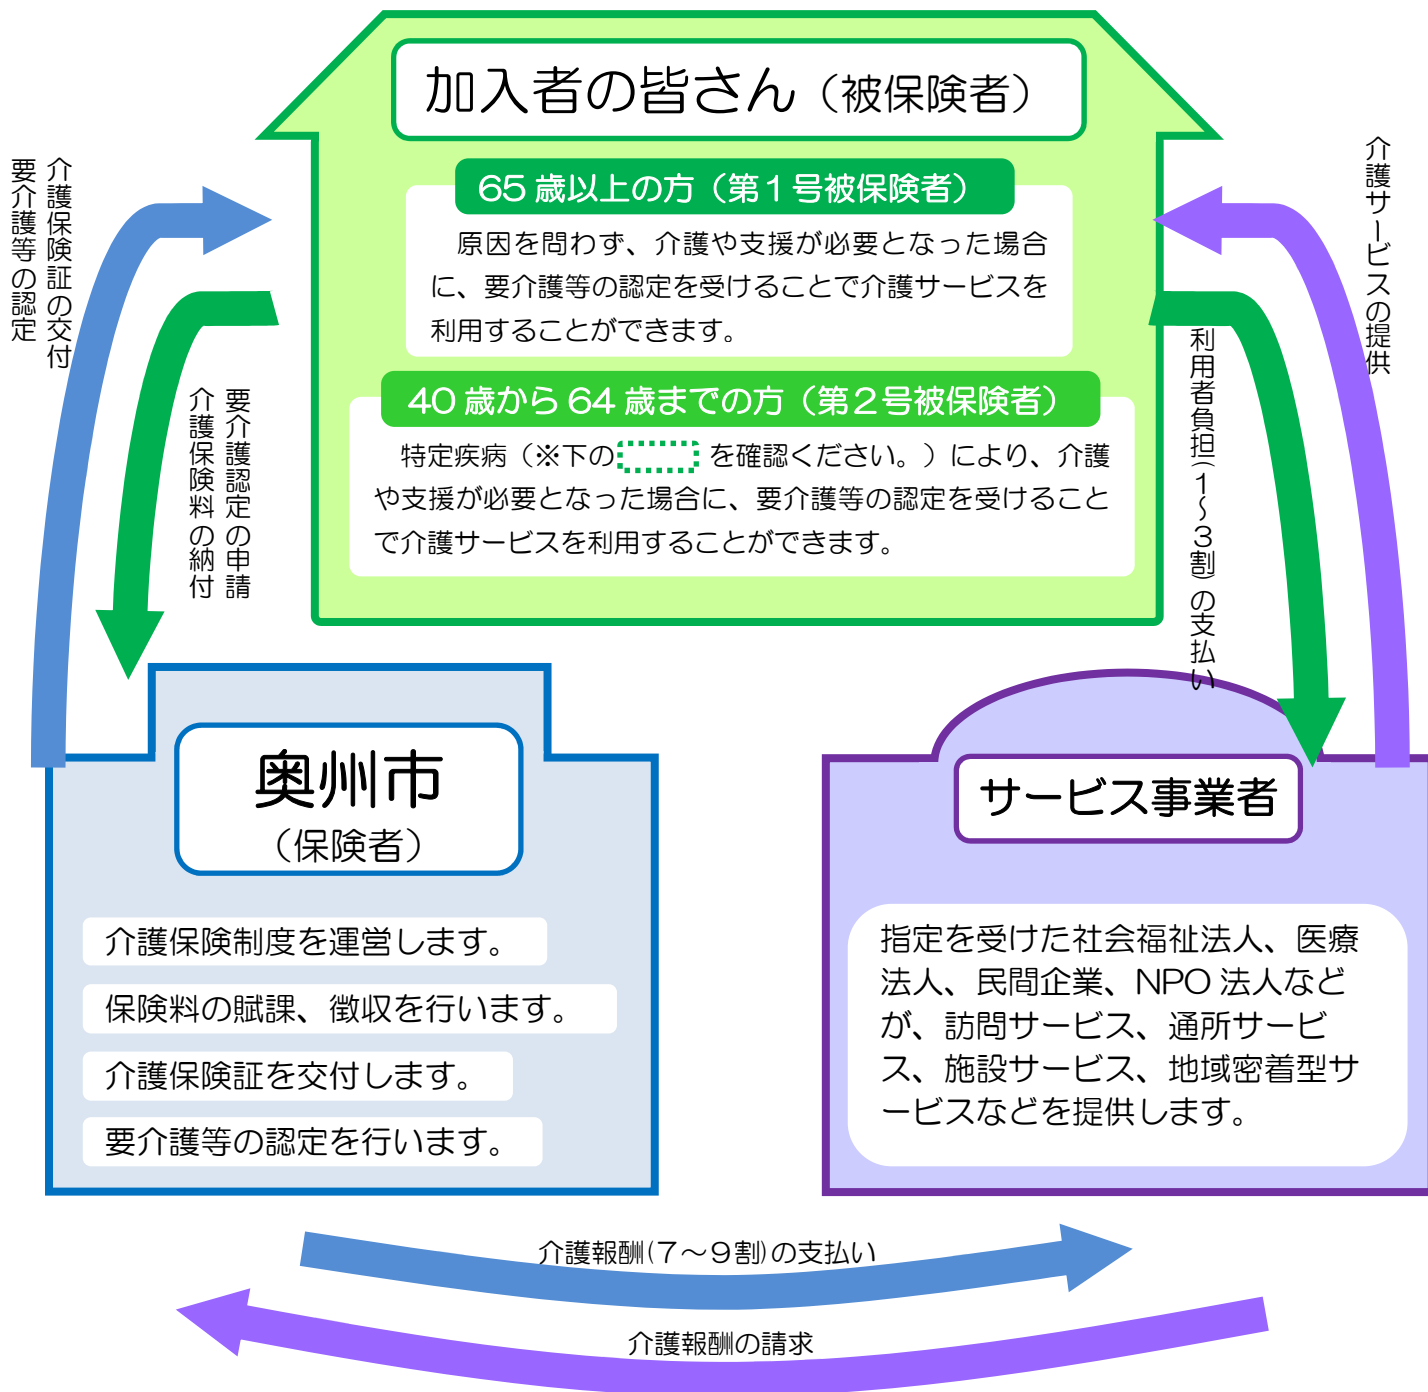 加入者の皆さん（被保険者）
65 歳以上の方（第１号被保険者）
原因を問わず、介護や支援が必要となった場合
に、要介護等の認定を受けることで介護サービスを
利用することができます。
40 歳から 64 歳までの方（第２号被保険者）
特定疾病（※下の を確認ください。）により、介護
や支援が必要となった場合に、要介護等の認定を受けること
で介護サービスを利用することができます。
介護保険証の交付
要介護等の認定
要介護認定の申請
介護保険料の納付
介護サービスの提供
利用者負担(１～３割)の支払い
奥州市
（保険者）
介護保険制度を運営します。
保険料の賦課、徴収を行います。
介護保険証を交付します。
要介護等の認定を行います。
サービス事業者
指定を受けた社会福祉法人、医療
法人、民間企業、NPO 法人など
が、訪問サービス、通所サービ
ス、施設サービス、地域密着型サ
ービスなどを提供します。
介護報酬(７～９割)の支払い
介護報酬の請求